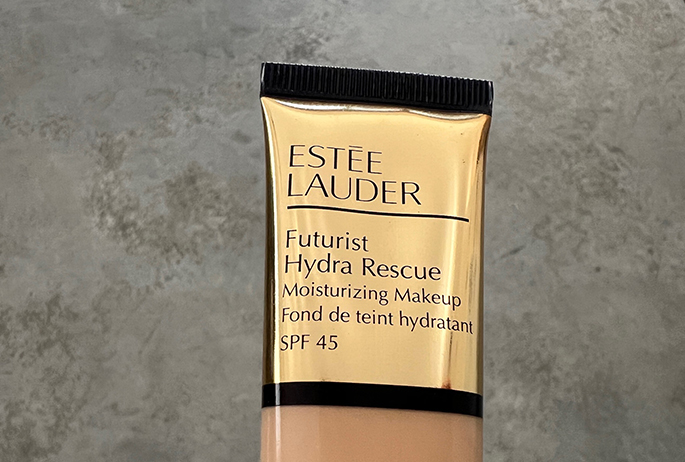 ESTĒE
LAUDER
Futurist
Hydra Rescue
Moisturizing Makeup
Fond de teint hydratant
SPF 45